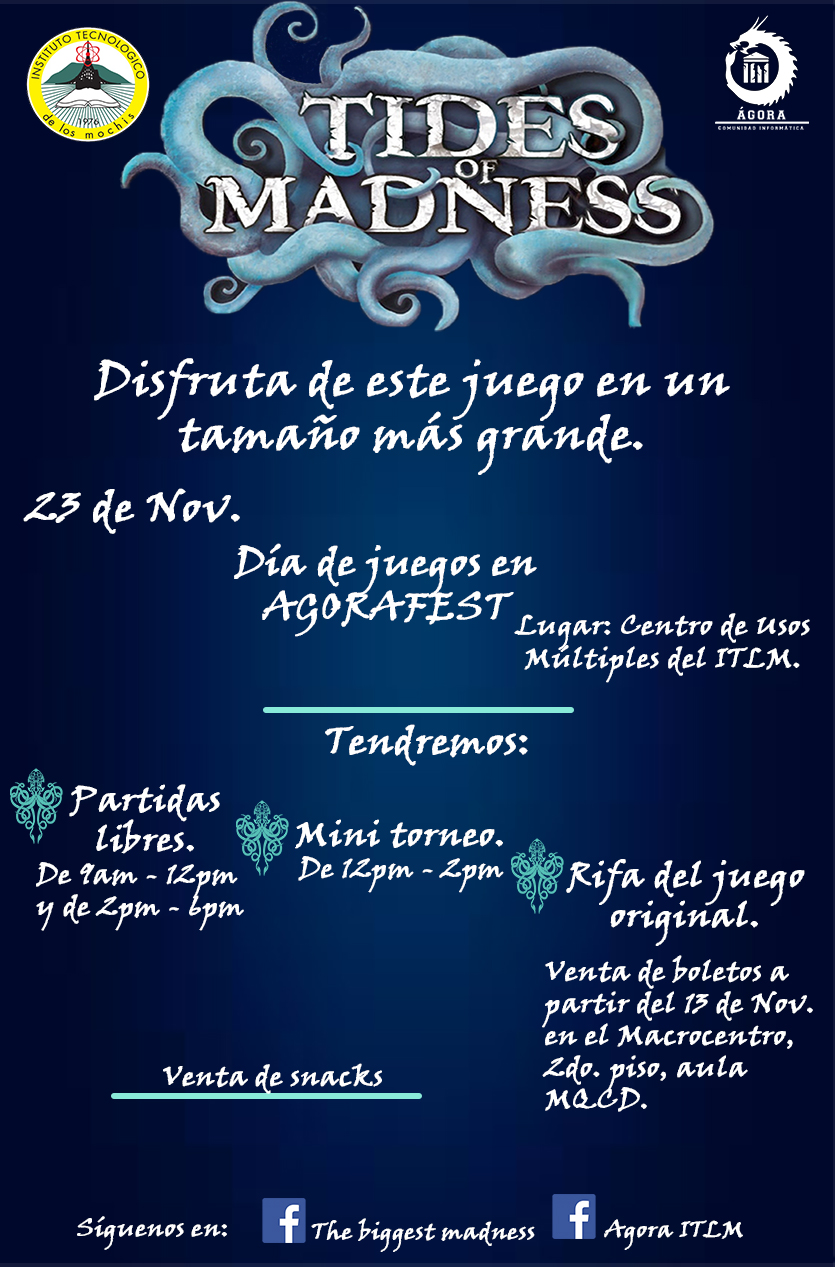 INSTITUTO TECNOLOGICO
de los mochis
1976
ÁGORA
COMUNIDAD INFORMÁTICA
TIDES
OF
MADNESS
Disfruta de este juego en un
tamaño más grande.
23 de Nov.
Día de juegos en
AGORAFEST
Lugar: Centro de Usos
Múltiples del ITLM.
Tendremos:
Partidas
libres.
De 9am - 12pm
y de 2pm - 6pm
Mini torneo.
De 12pm - 2pm
Rifa del juego
original.
Venta de boletos a
partir del 13 de Nov.
en el Macrocentro,
2do. piso, aula
MQCD.
Venta de snacks
Síguenos en:
The biggest madness
Agora ITLM